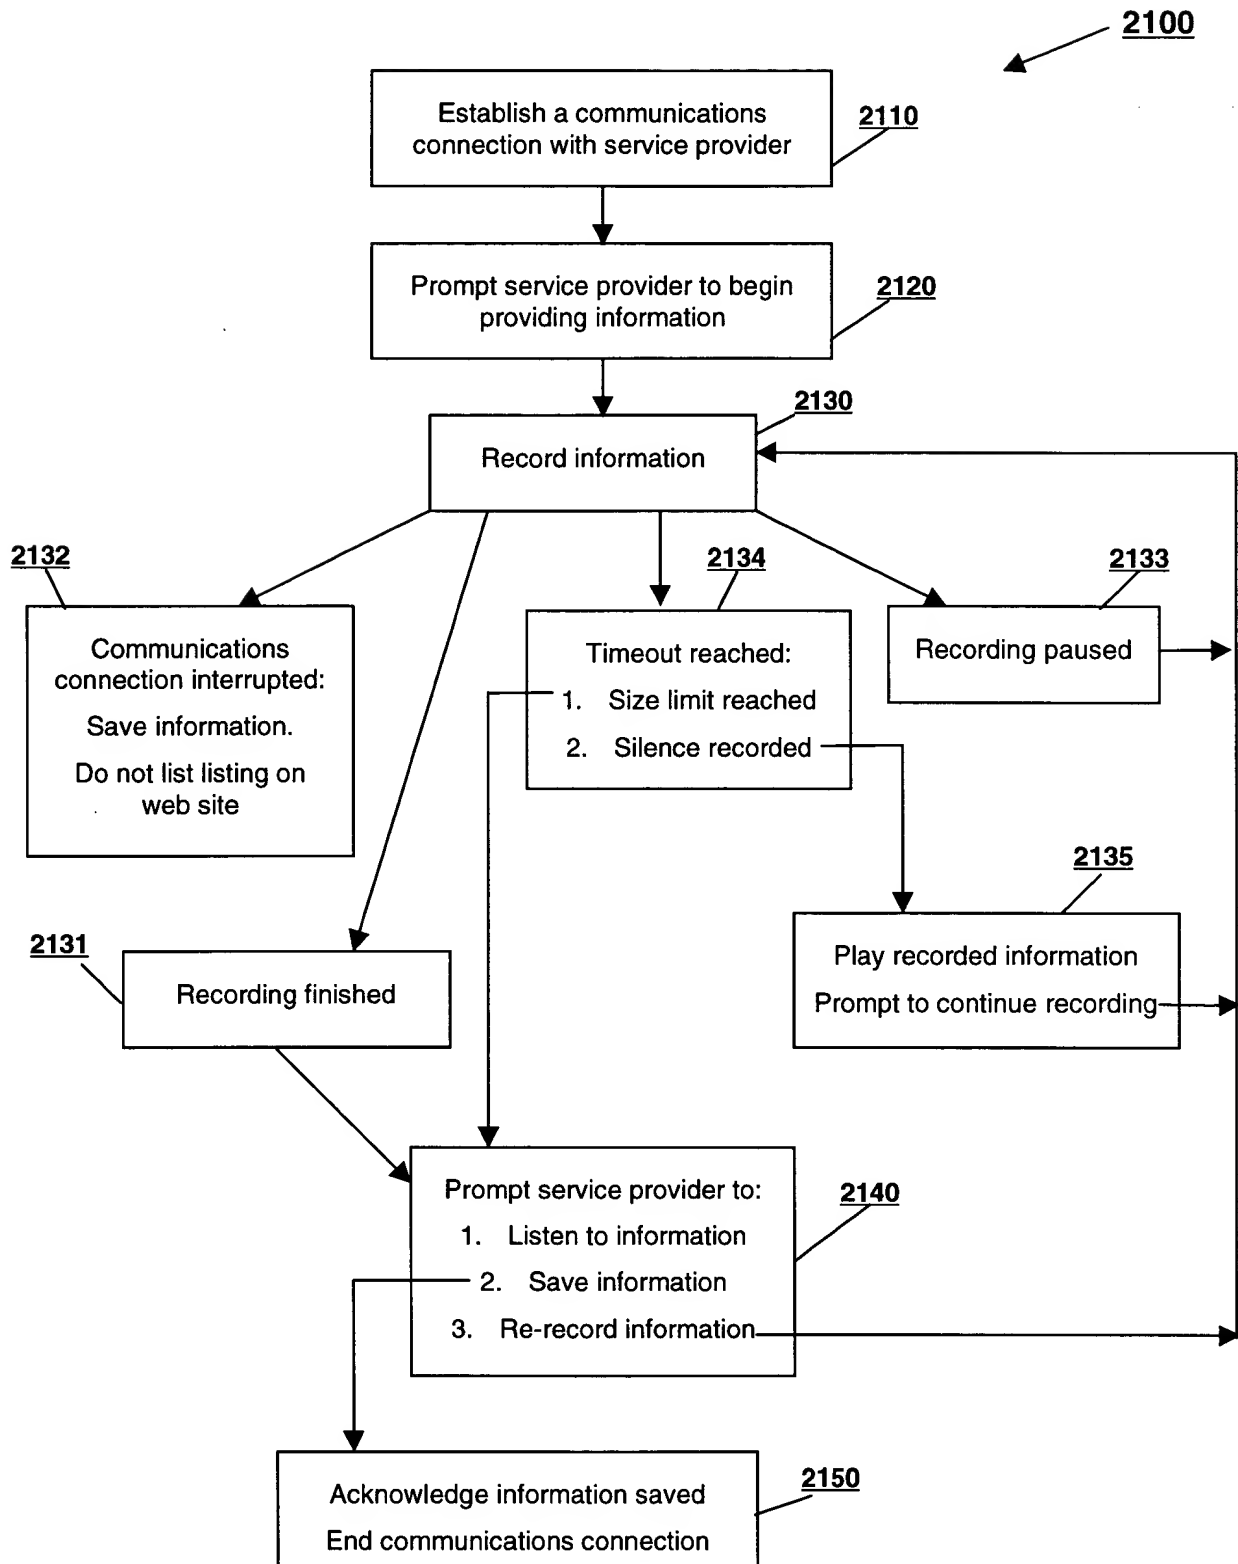 2100
Establish a communications
connection with service provider
2110
Prompt service provider to begin
providing information
2120
2130
Record information
2132
2134
2133
Communications
connection interrupted:
Save information.
Do not list listing on
web site
Timeout reached:
1. Size limit reached
2. Silence recorded
Recording paused
2135
2131
Recording finished
Play recorded information
Prompt to continue recording
Prompt service provider to:
1. Listen to information
2. Save information
3. Re-record information
2140
2150
Acknowledge information saved
End communications connection